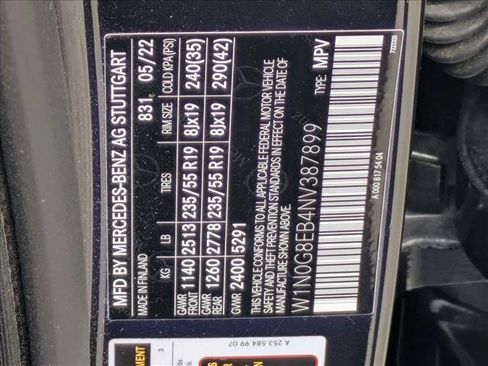 MFD BY MERCEDES-BENZ AG STUTTGART
MADE IN FINLAND 831 05/22
KG LB TIRES RIM SIZE COLD KPA(PSI)
GAWR FRONT 1140 2513 235/55 R19 8Jx19 240(35)
GAWR REAR 1260 2778 235/55 R19 8Jx19 290(42)
GVWR 2400 5291
THIS VEHICLE CONFORMS TO ALL APPLICABLE FEDERAL MOTOR VEHICLE
SAFETY AND THEFT PREVENTION STANDARDS IN EFFECT ON THE DATE OF
MANUFACTURE SHOWN ABOVE
W1N0G8EB4NV387899 TYPE: MPV
A 000 817 54 04
A 253 584 99 07